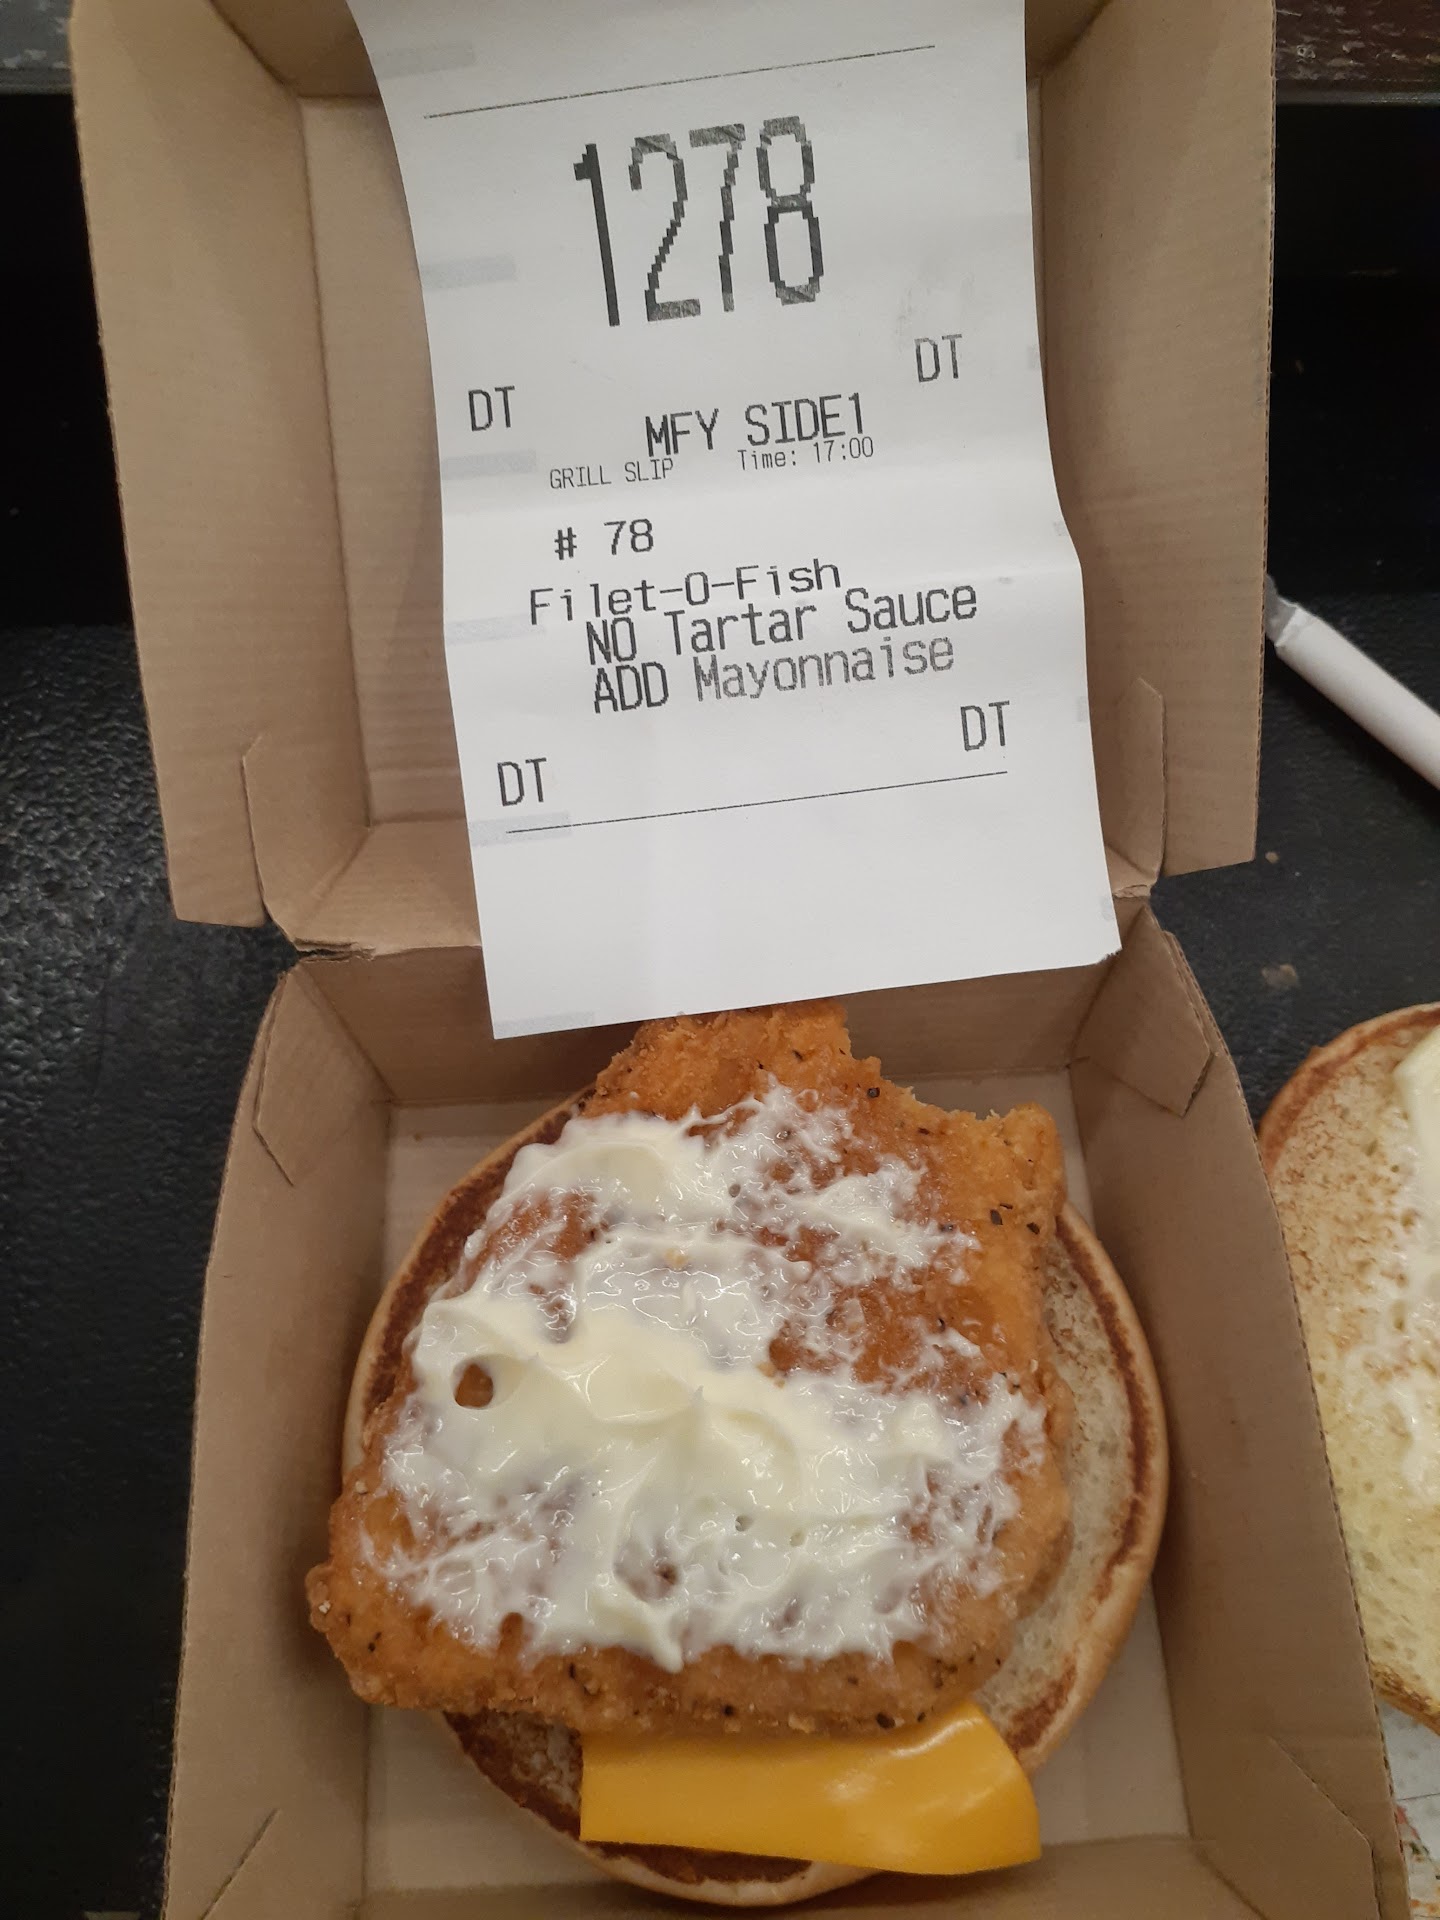 1278
DT DT
MFY SIDE1
GRILL SLIP Time: 17:00
# 78
Filet-O-Fish
NO Tartar Sauce
ADD Mayonnaise
DT DT